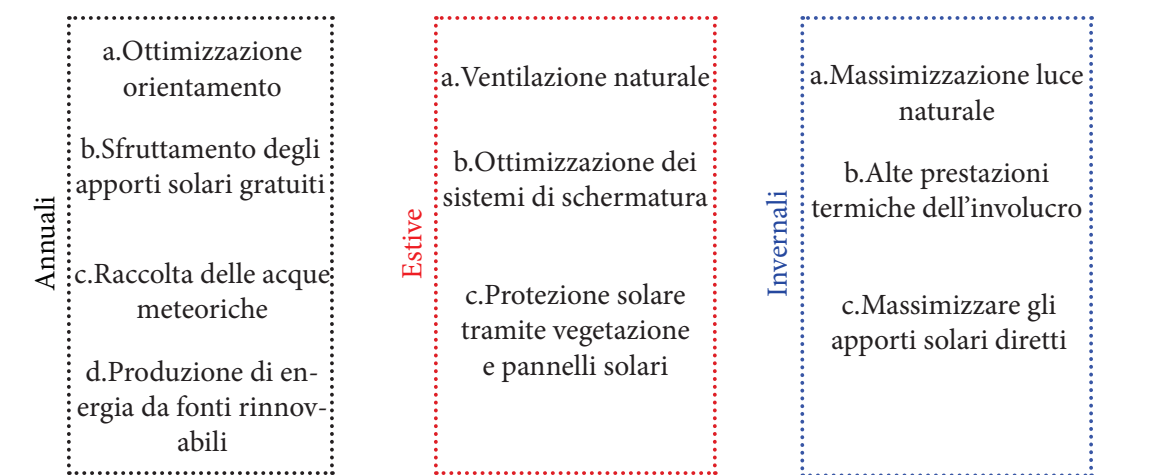 Annuali
a.Ottimizzazione
orientamento
b.Sfruttamento degli
apporti solari gratuiti
c.Raccolta delle acque
meteoriche
d.Produzione di en-
ergia da fonti rinnov-
abili
Estive
a.Ventilazione naturale
b.Ottimizzazione dei
sistemi di schermatura
c.Protezione solare
tramite vegetazione
e pannelli solari
Invernali
a.Massimizzazione luce
naturale
b.Alte prestazioni
termiche dell'involucro
c.Massimizzare gli
apporti solari diretti